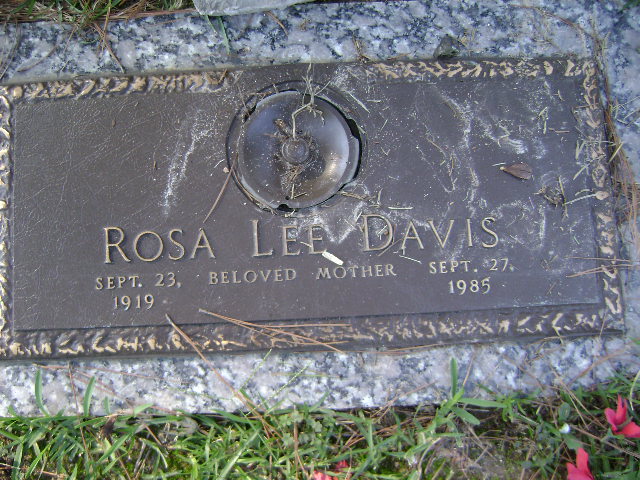 ROSA LEE DAVIS
SEPT. 23, BELOVED MOTHER SEPT. 27,
1919 1985